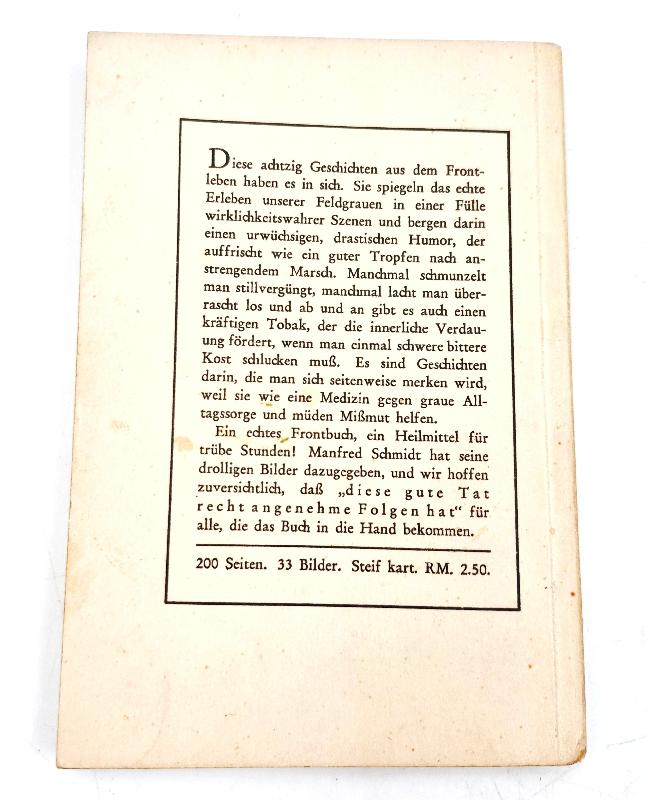 Diese achtzig Geschichten aus dem Front-
leben haben es in sich. Sie spiegeln das echte
Erleben unserer Feldgrauen in einer Fülle
wirklichkeitswahrer Szenen und bergen darin
einen urwüchsigen, drastischen Humor, der
auffrischt wie ein guter Tropfen nach an-
strengendem Marsch. Manchmal schmunzelt
man stillvergüngt, manchmal lacht man über-
rascht los und ab und an gibt es auch einen
kräftigen Tobak, der die innerliche Verdau-
ung fördert, wenn man einmal schwere bittere
Kost schlucken muß. Es sind Geschichten
darin, die man sich seitenweise merken wird,
weil sie wie eine Medizin gegen graue All-
tagssorge und müden Mißmut helfen.
Ein echtes Frontbuch, ein Heilmittel für
trübe Stunden! Manfred Schmidt hat seine
drolligen Bilder dazugegeben, und wir hoffen
zuversichtlich, daß „diese gute Tat
recht angenehme Folgen hat“ für
alle, die das Buch in die Hand bekommen.
200 Seiten. 33 Bilder. Steif kart. RM. 2.50.